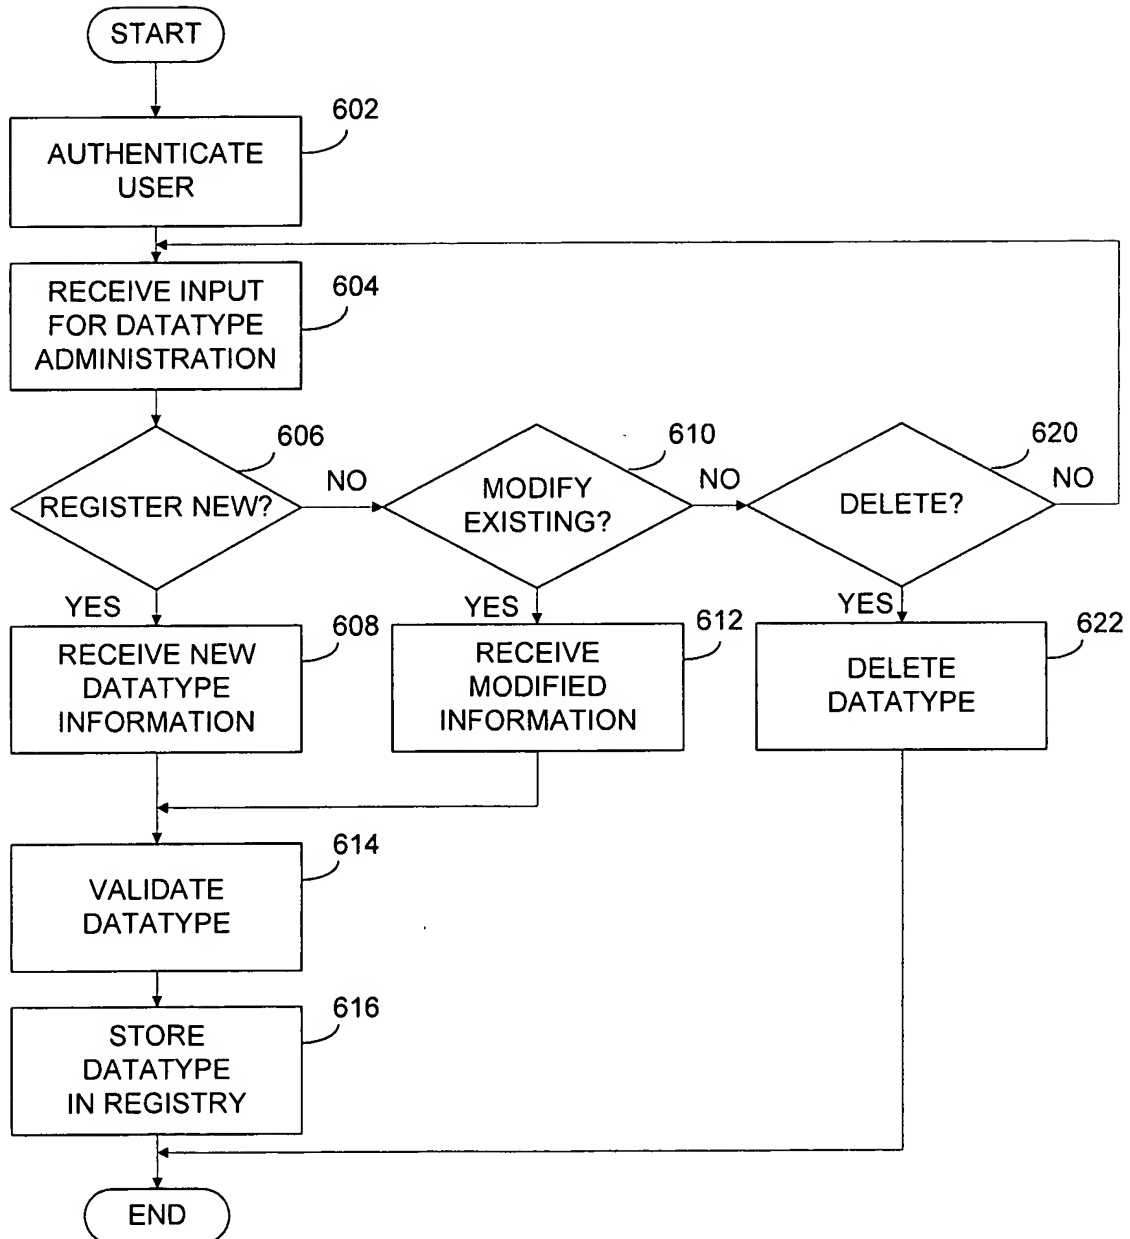 START
602
AUTHENTICATE
USER
RECEIVE INPUT
FOR DATATYPE
ADMINISTRATION
604
606
REGISTER NEW?
NO
610
MODIFY
EXISTING?
NO
620
DELETE?
NO
YES
608
RECEIVE NEW
DATATYPE
INFORMATION
YES
612
RECEIVE
MODIFIED
INFORMATION
YES
622
DELETE
DATATYPE
614
VALIDATE
DATATYPE
616
STORE
DATATYPE
IN REGISTRY
END